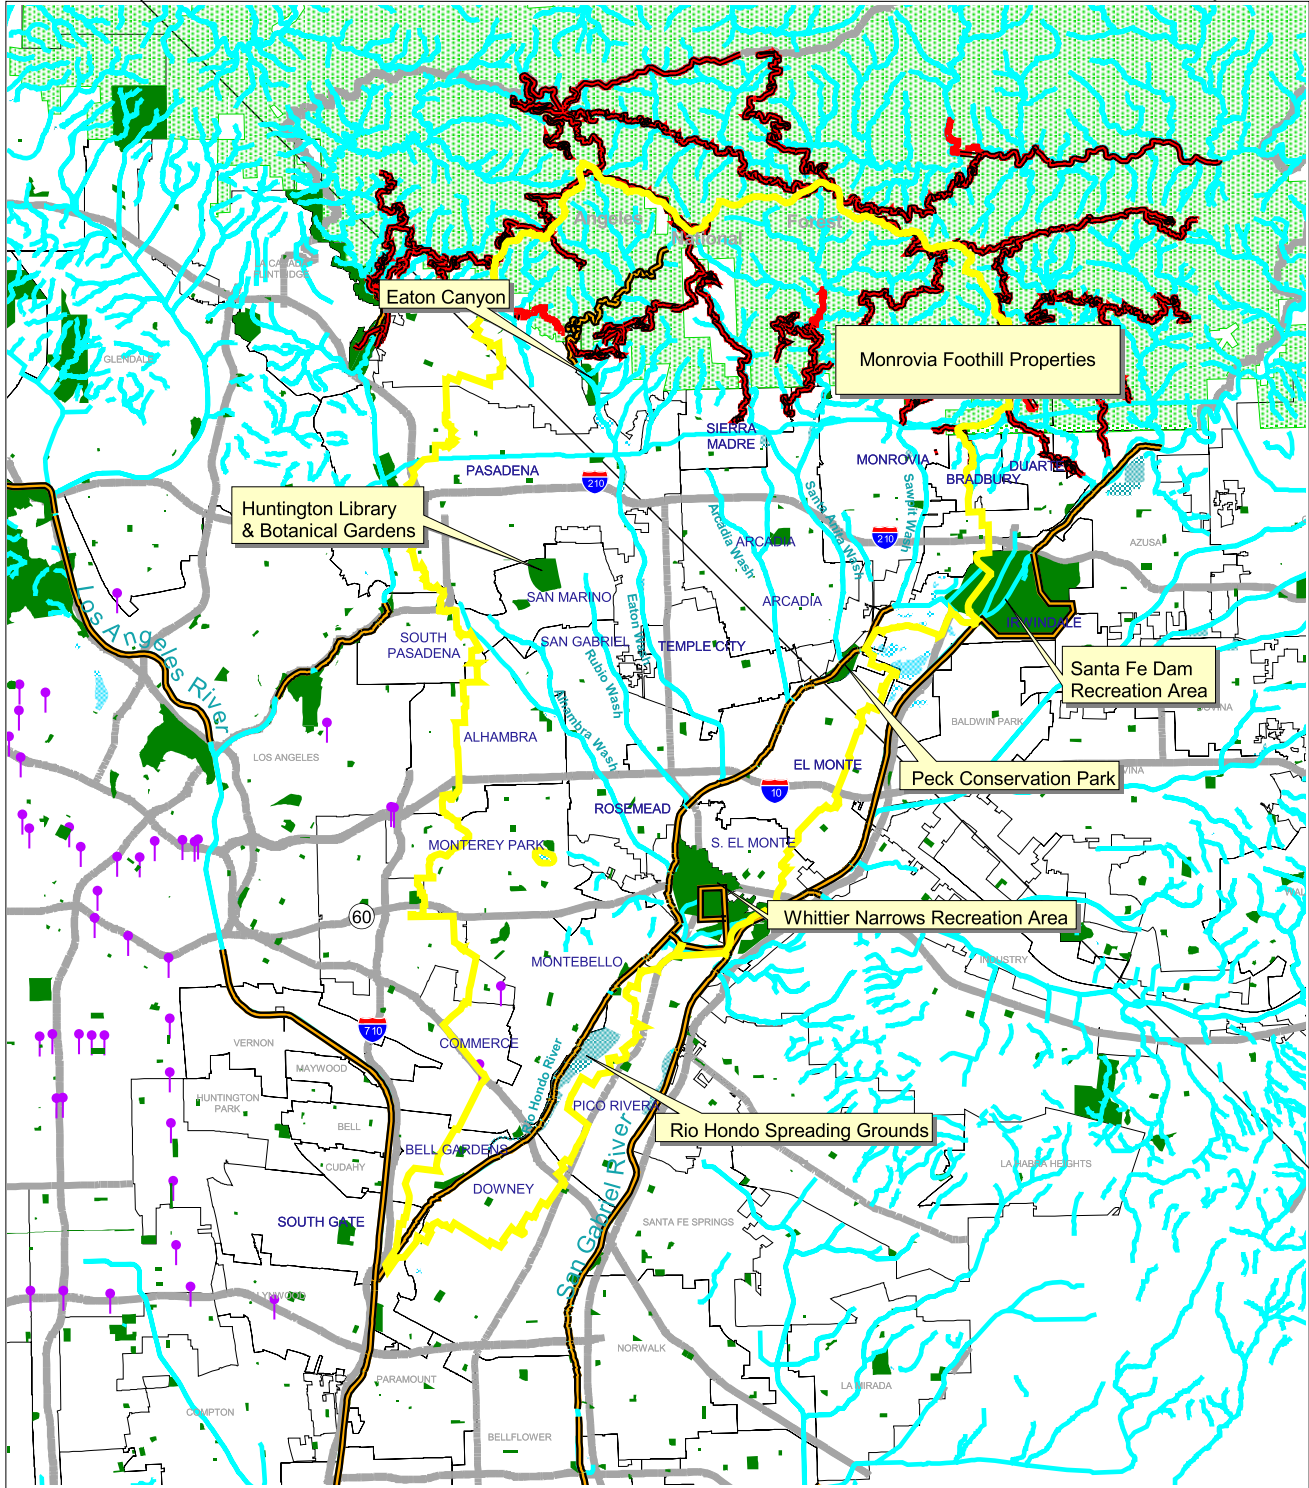 Angeles
National
Forest
LA CANADA
FLINTRIDGE
Eaton Canyon
Monrovia Foothill Properties
GLENDALE
SIERRA
MADRE
PASADENA
210
MONROVIA
BRADBURY
DUARTE
Huntington Library
& Botanical Gardens
Arcadia Wash
Santa Anita Wash
Sawpit Wash
ARCADIA
210
AZUSA
SAN MARINO
ARCADIA
Los Angeles River
SOUTH
PASADENA
SAN GABRIEL
Eaton Wash
TEMPLE CITY
IRWINDALE
Rubio Wash
Alhambra Wash
Santa Fe Dam
Recreation Area
COVINA
BALDWIN PARK
ALHAMBRA
LOS ANGELES
EL MONTE
Peck Conservation Park
VINA
10
ROSEMEAD
MONTEREY PARK
S. EL MONTE
60
Whittier Narrows Recreation Area
WAL
MONTEBELLO
INDUSTRY
710
VERNON
COMMERCE
MAYWOOD
HUNTINGTON
PARK
Rio Hondo River
PICO RIVERA
BELL
Rio Hondo Spreading Grounds
BELL GARDENS
CUDAHY
LA HABRA HEIGHTS
DOWNEY
San Gabriel River
SOUTH GATE
SANTA FE SPRINGS
LYNWOOD
NORWALK
PARAMOUNT
LA MIRADA
COMPTON
BELLFLOWER